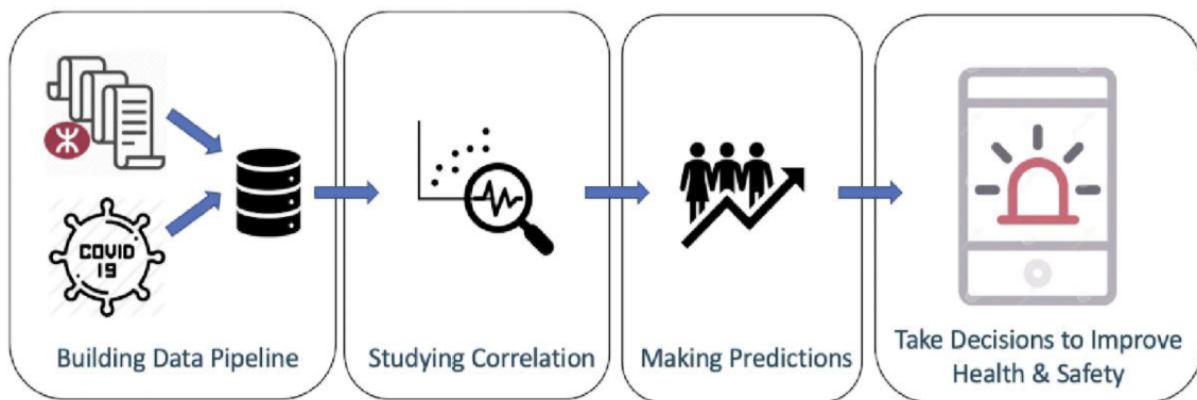 COVID
19
Building Data Pipeline
Studying Correlation
Making Predictions
Take Decisions to Improve
Health & Safety